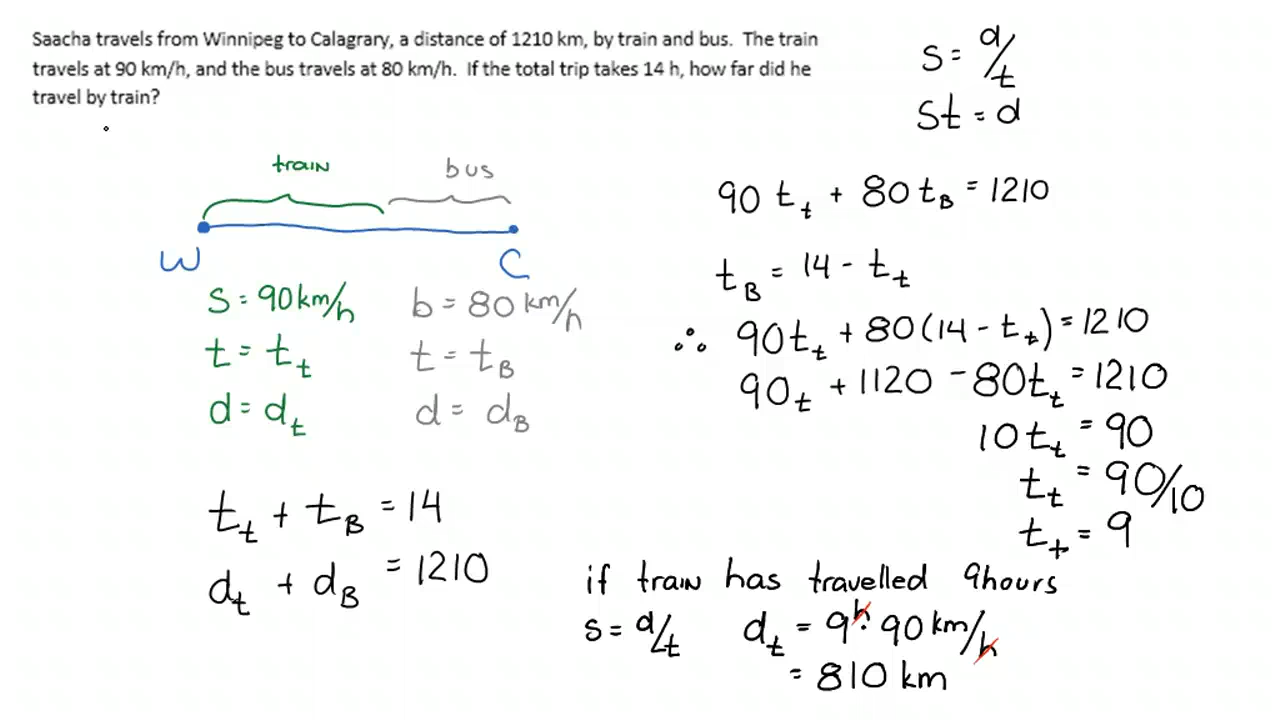 Saacha travels from Winnipeg to Calagrary, a distance of 1210 km, by train and bus. The train
travels at 90 km/h, and the bus travels at 80 km/h. If the total trip takes 14 h, how far did he
travel by train?
train
bus
W
C
s = 90 km/h
t = t_t
d = d_t
b = 80 km/h
t = t_B
d = d_B
t_t + t_B = 14
d_t + d_B = 1210
s = d/t
st = d
90 t_t + 80 t_B = 1210
t_B = 14 - t_t
∴ 90t_t + 80(14 - t_t) = 1210
90_t + 1120 - 80t_t = 1210
10t_t = 90
t_t = 90/10
t_t = 9
if train has travelled 9hours
s = d/t
d_t = 9h · 90 km/h
= 810 km